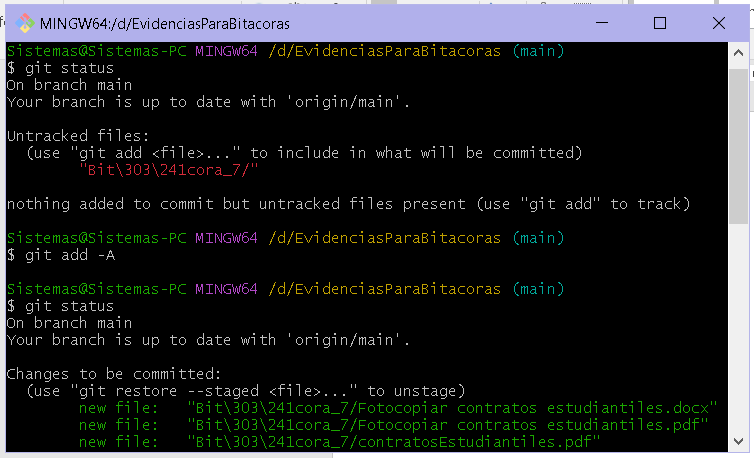 MINGW64:/d/EvidenciasParaBitacoras
Sistemas@Sistemas-PC MINGW64 /d/EvidenciasParaBitacoras (main)
$ git status
On branch main
Your branch is up to date with 'origin/main'.
Untracked files:
(use "git add <file>..." to include in what will be committed)
"Bit\303\241cora_7/"
nothing added to commit but untracked files present (use "git add" to track)
Sistemas@Sistemas-PC MINGW64 /d/EvidenciasParaBitacoras (main)
$ git add -A
Sistemas@Sistemas-PC MINGW64 /d/EvidenciasParaBitacoras (main)
$ git status
On branch main
Your branch is up to date with 'origin/main'.
Changes to be committed:
(use "git restore --staged <file>..." to unstage)
new file: "Bit\303\241cora_7/Fotocopiar contratos estudiantiles.docx"
new file: "Bit\303\241cora_7/Fotocopiar contratos estudiantiles.pdf"
new file: "Bit\303\241cora_7/contratosEstudiantiles.pdf"